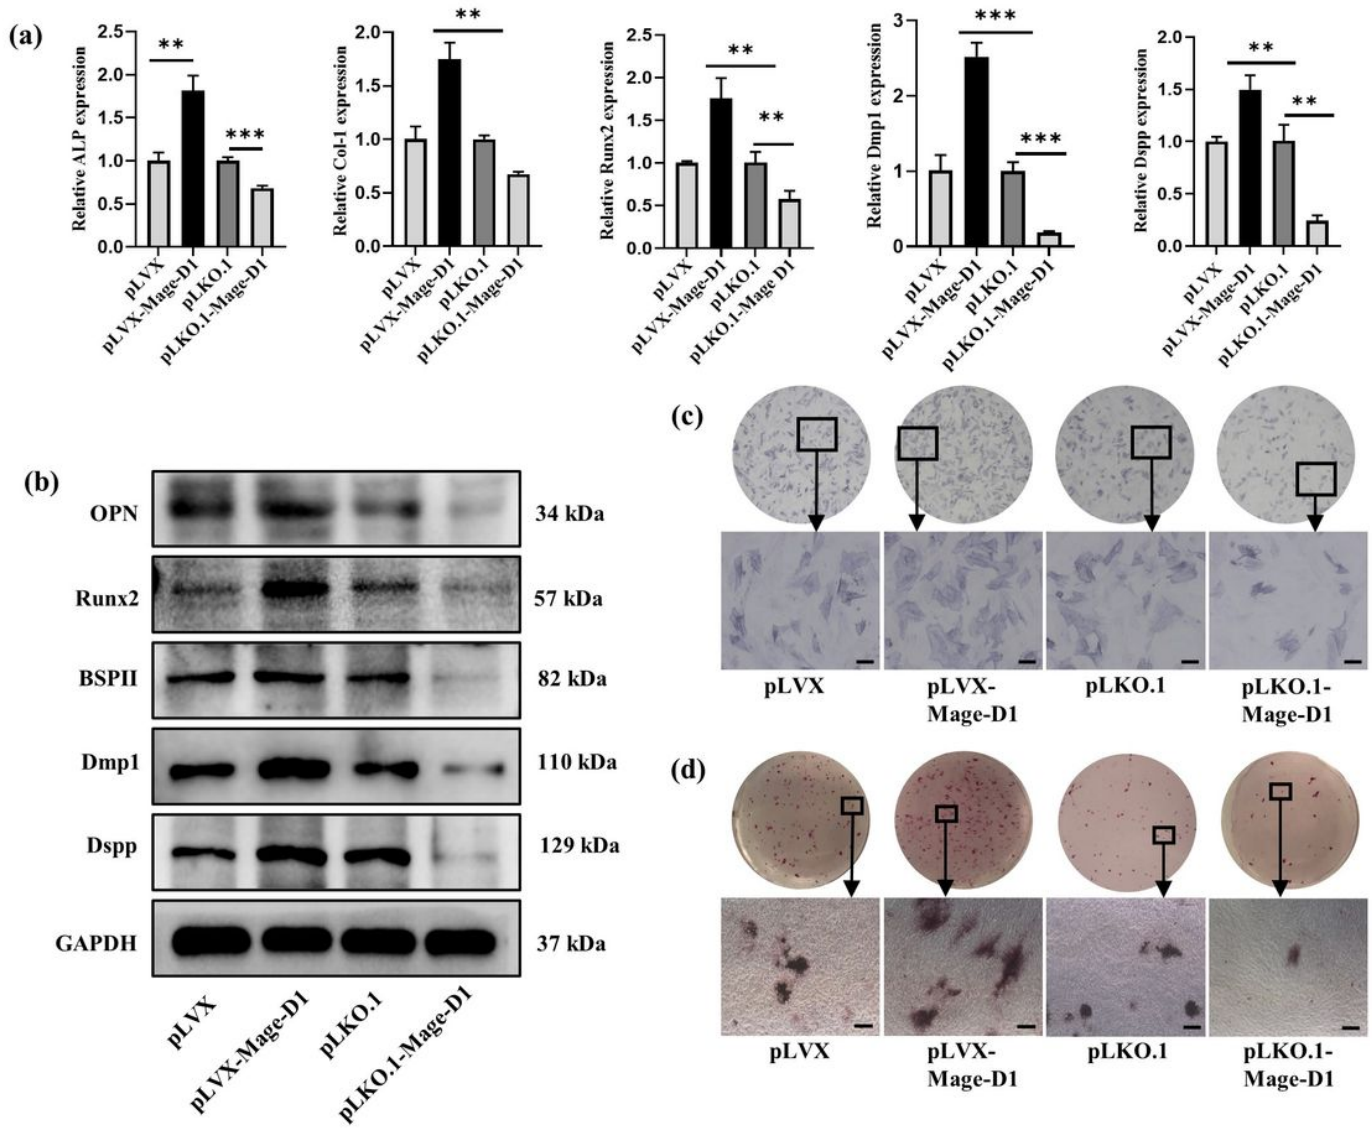 (a)
Relative ALP expression
2.5
2.0
1.5
1.0
0.5
0.0
**
***
pLVX
pLVX-Mage-D1
pLKO.1
pLKO.1-Mage-D1
Relative Col-1 expression
2.0
1.5
1.0
0.5
0.0
**
pLVX
pLVX-Mage-D1
pLKO.1
pLKO.1-Mage-D1
Relative Runx2 expression
2.5
2.0
1.5
1.0
0.5
0.0
**
**
pLVX
pLVX-Mage-D1
pLKO.1
pLKO.1-Mage D1
Relative Dmp1 expression
3
2
1
0
***
***
pLVX
pLVX-Mage-D1
pLKO.1
pLKO.1-Mage-D1
Relative Dspp expression
2.0
1.5
1.0
0.5
0.0
**
**
pLVX
pLVX-Mage-D1
pLKO.1
pLKO.1-Mage-D1
(b)
OPN 34 kDa
Runx2 57 kDa
BSPII 82 kDa
Dmp1 110 kDa
Dspp 129 kDa
GAPDH 37 kDa
pLVX
pLVX-Mage-D1
pLKO.1
pLKO.1-Mage-D1
(c)
pLVX
pLVX-
Mage-D1
pLKO.1
pLKO.1-
Mage-D1
(d)
pLVX
pLVX-
Mage-D1
pLKO.1
pLKO.1-
Mage-D1